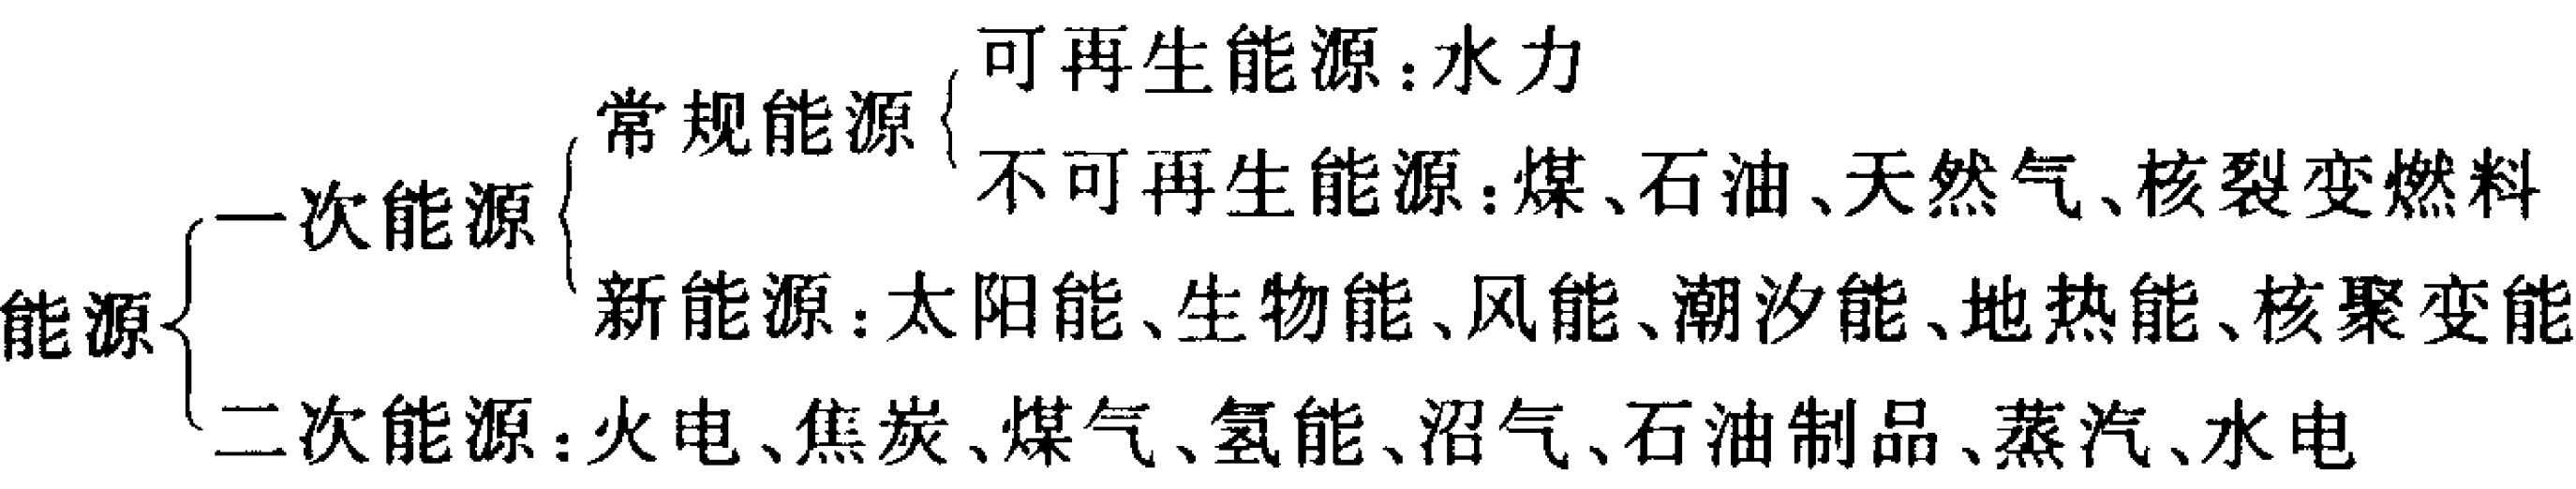 可再生能源:水力
常规能源
不可再生能源:煤、石油、天然气、核裂变燃料
一次能源
新能源:太阳能、生物能、风能、潮汐能、地热能、核聚变能
能源
二次能源:火电、焦炭、煤气、氢能、沼气、石油制品、蒸汽、水电